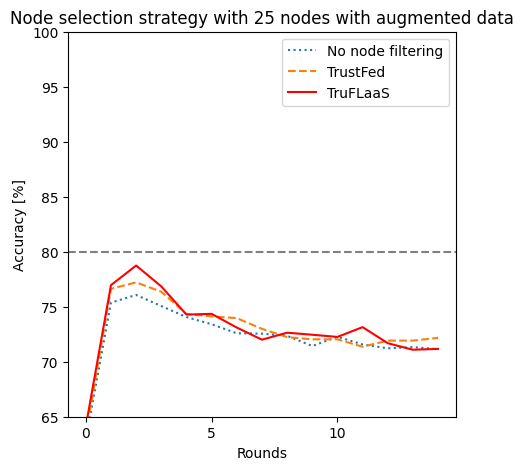 Node selection strategy with 25 nodes with augmented data
No node filtering
TrustFed
TruFLaaS
Accuracy [%]
100
95
90
85
80
75
70
65
0
5
10
Rounds